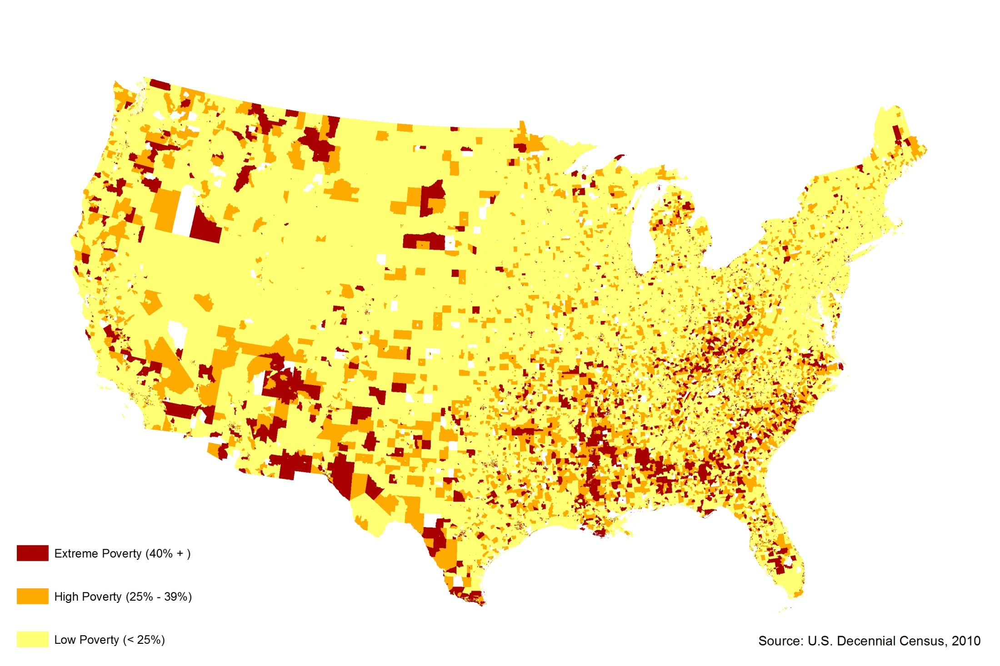 Extreme Poverty (40% + )
High Poverty (25% - 39%)
Low Poverty (< 25%)
Source: U.S. Decennial Census, 2010